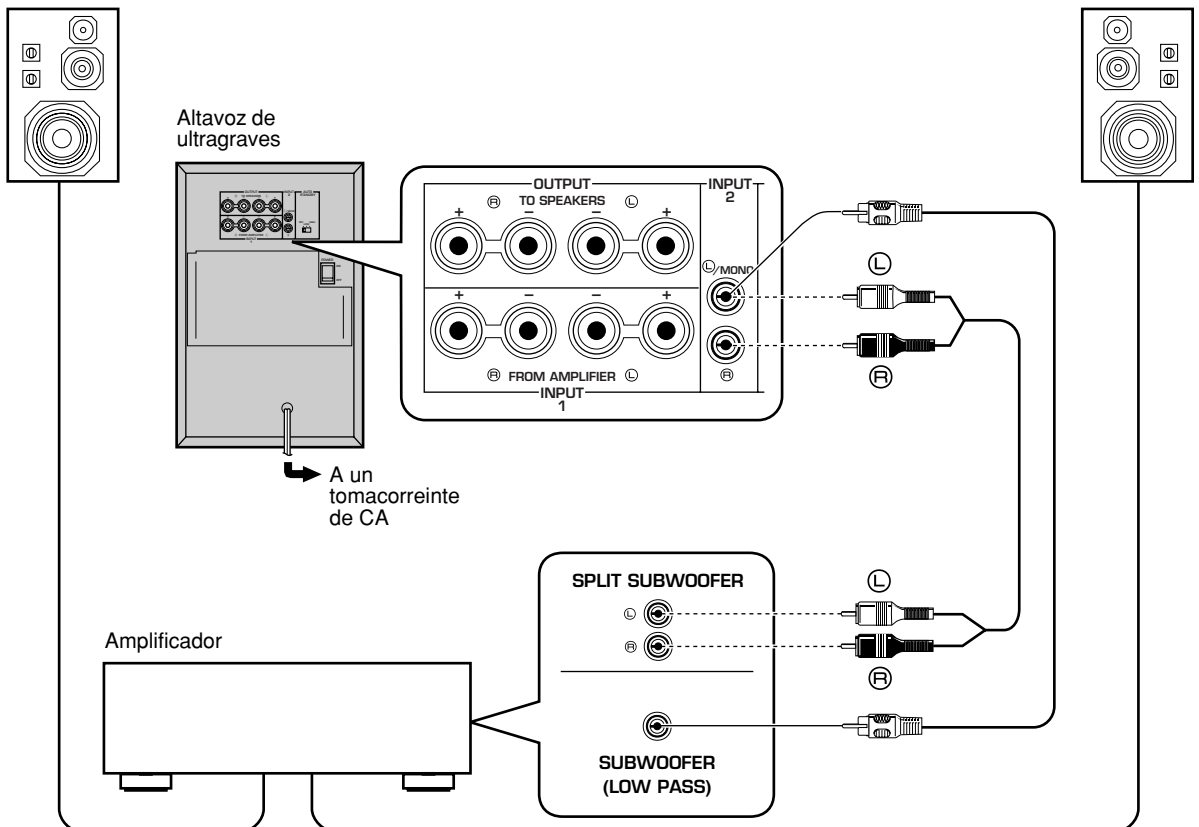 Altavoz de
ultragraves
OUTPUT
TO SPEAKERS
INPUT
2
R
L
+ − − +
L/MONO
+ − − +
R FROM AMPLIFIER L
INPUT
1
R
L
R
POWER
A un
tomacorreinte
de CA
SPLIT SUBWOOFER
L
R
L
R
SUBWOOFER
(LOW PASS)
Amplificador